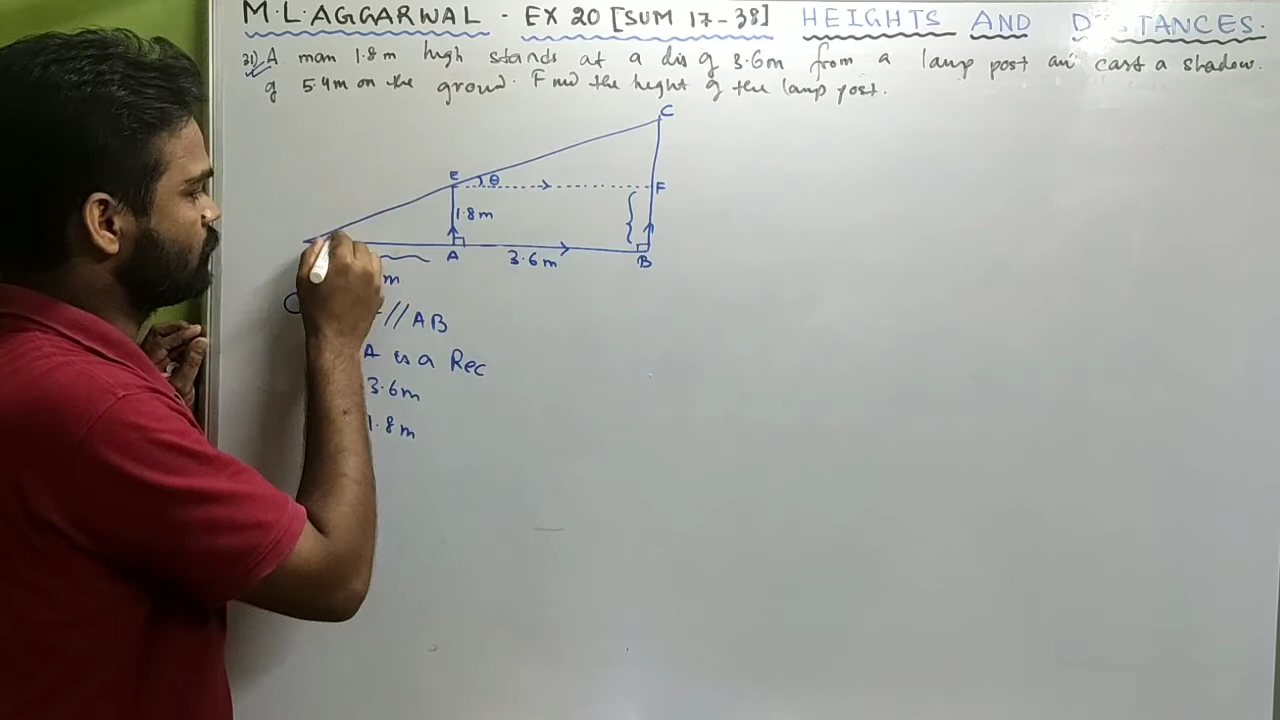 M.L.AGGARWAL - EX 20 [SUM 17-38] HEIGHTS AND D STANCES.
31) A man 1.8m high stands at a dis of 3.6m from a lamp post an cast a shadow.
of 5.4m on the ground. Find the height of the lamp post.
C
E θ F
1.8m
A 3.6m B
m
// AB
A is a Rec
3.6m
1.8m